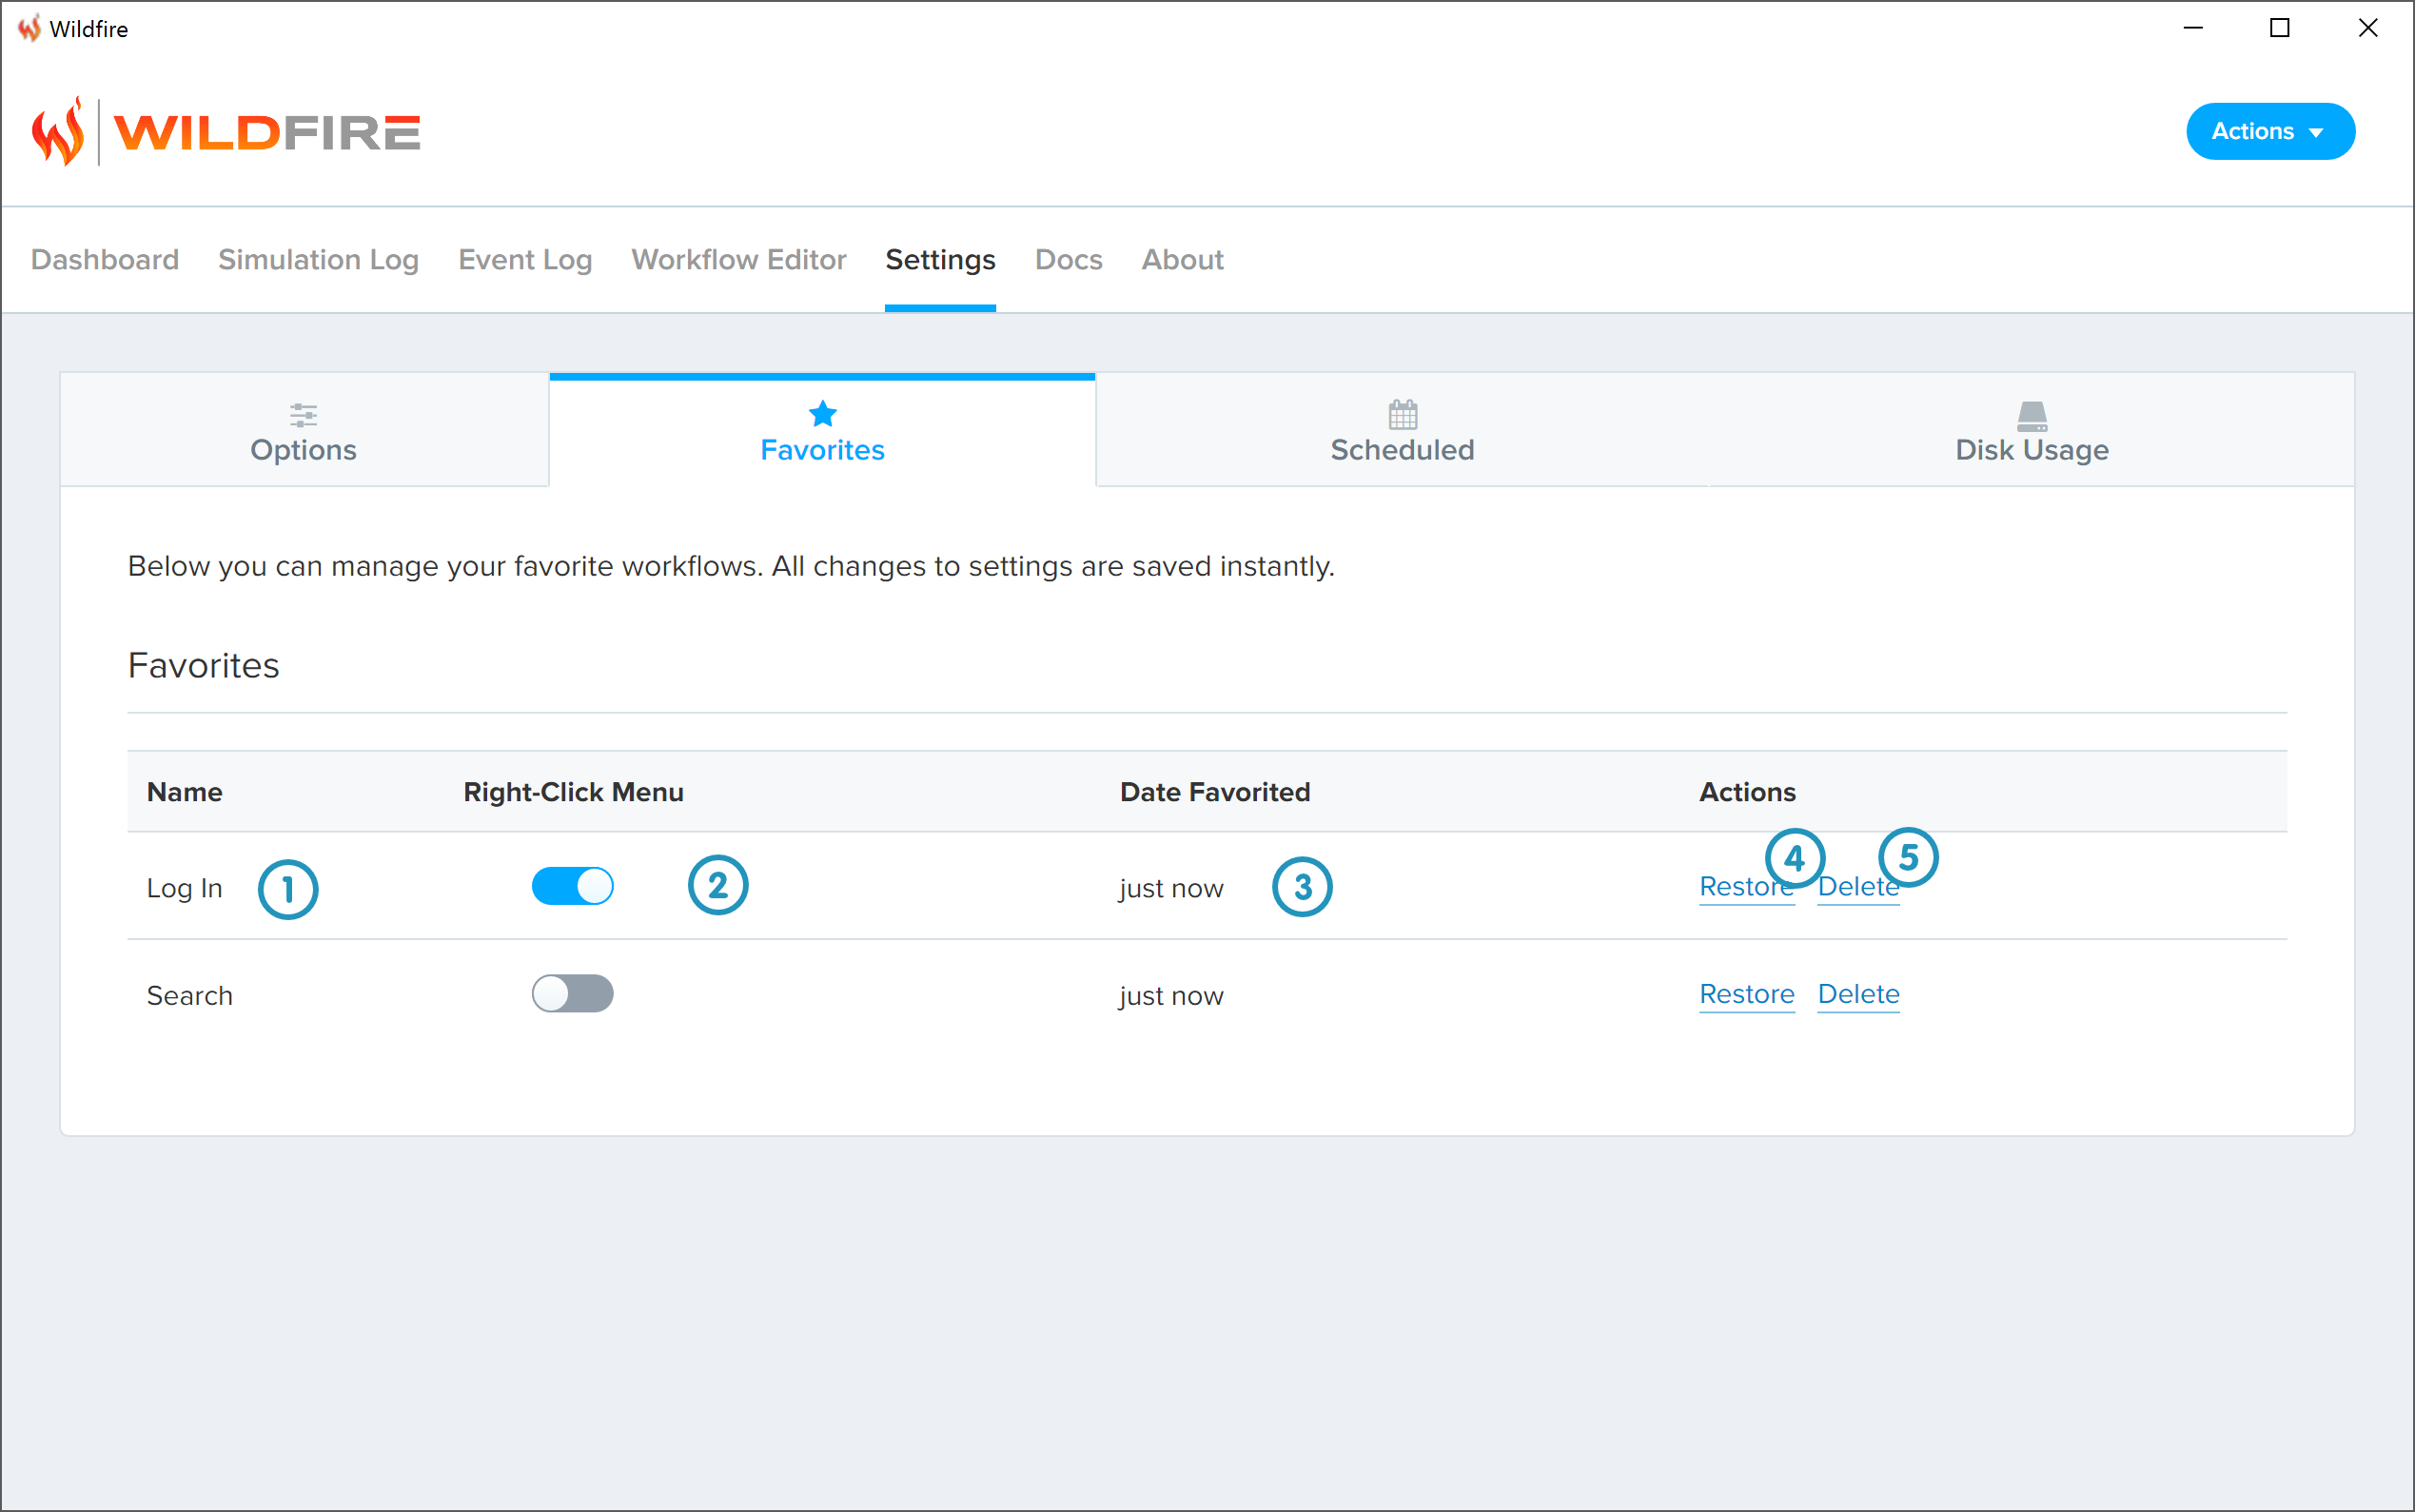 Wildfire
WILDFIRE
Actions
Dashboard Simulation Log Event Log Workflow Editor Settings Docs About
Options Favorites Scheduled Disk Usage
Below you can manage your favorite workflows. All changes to settings are saved instantly.
Favorites
Name Right-Click Menu Date Favorited Actions
Log In 1 2 just now 3 Restore 4 Delete 5
Search just now Restore Delete